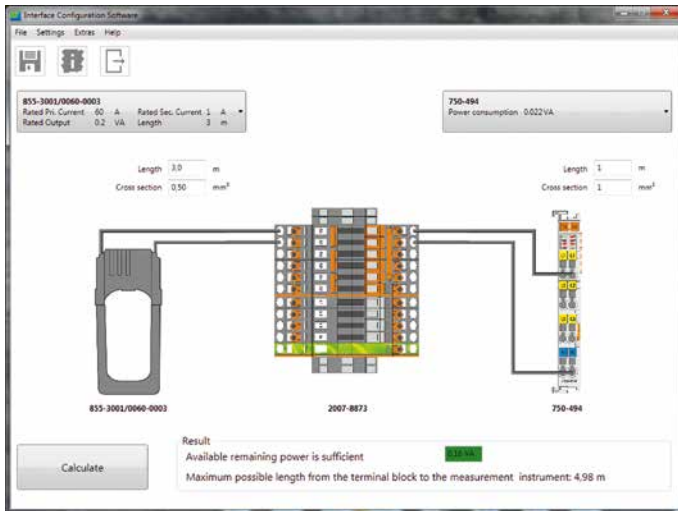 Interface Configuration Software
File Settings Extras Help
855-3001/0060-0003
Rated Pri. Current 60 A Rated Sec. Current 1 A
Rated Output 0.2 VA Length 3 m
750-494
Power consumption 0.022VA
Length 3,0 m
Cross section 0,50 mm²
Length 1 m
Cross section 1 mm²
855-3001/0060-0003
2007-8873
750-494
Calculate
Result
Available remaining power is sufficient 0,16 VA
Maximum possible length from the terminal block to the measurement instrument: 4,98 m